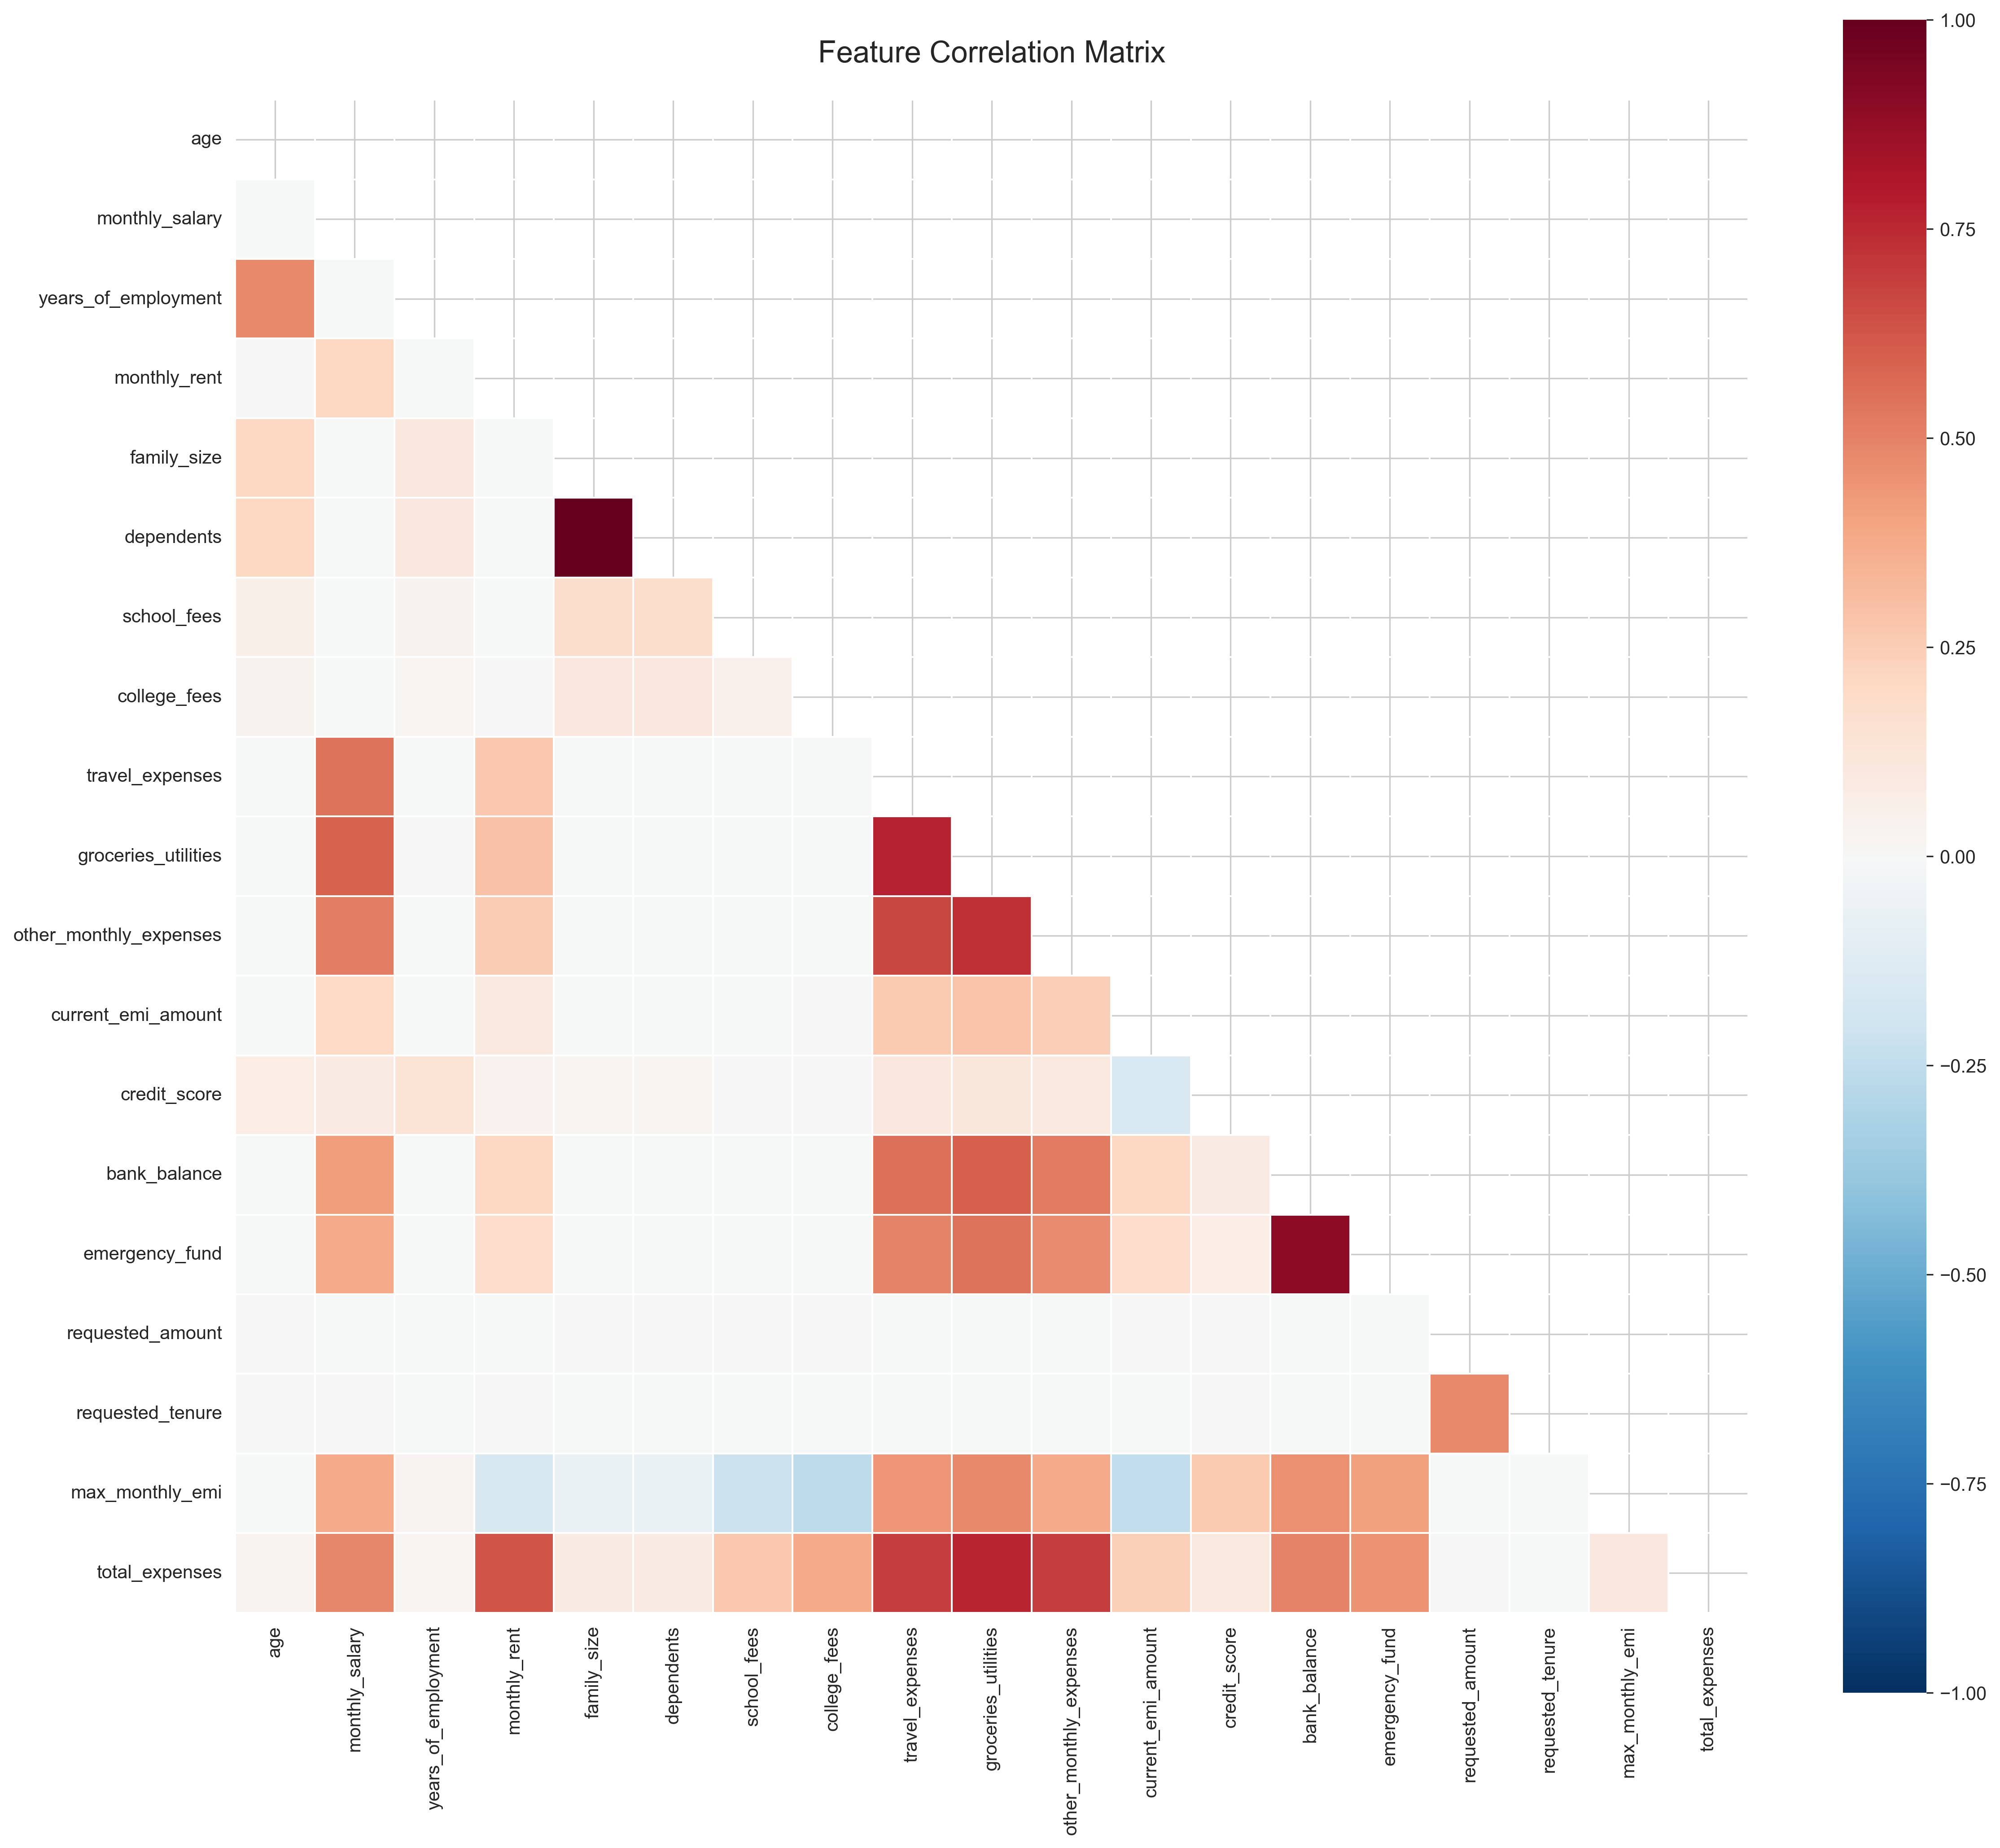 Feature Correlation Matrix
age
monthly_salary
years_of_employment
monthly_rent
family_size
dependents
school_fees
college_fees
travel_expenses
groceries_utilities
other_monthly_expenses
current_emi_amount
credit_score
bank_balance
emergency_fund
requested_amount
requested_tenure
max_monthly_emi
total_expenses
age
monthly_salary
years_of_employment
monthly_rent
family_size
dependents
school_fees
college_fees
travel_expenses
groceries_utilities
other_monthly_expenses
current_emi_amount
credit_score
bank_balance
emergency_fund
requested_amount
requested_tenure
max_monthly_emi
total_expenses
1.00
0.75
0.50
0.25
0.00
−0.25
−0.50
−0.75
−1.00